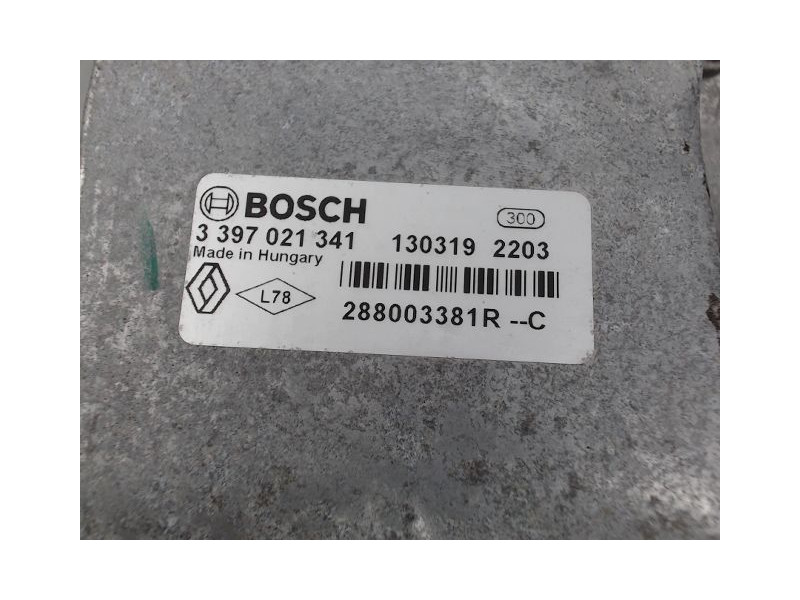 BOSCH 300
3 397 021 341 130319 2203
Made in Hungary
L78
288003381R --C